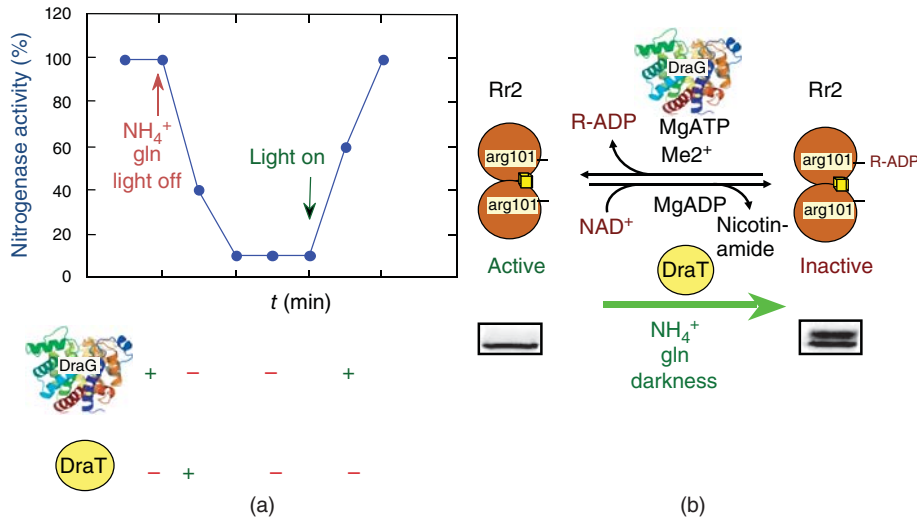 Nitrogenase activity (%)
100
80
60
40
20
0
NH4+
gln
light off
Light on
t (min)
DraG
+ – – +
DraT
– + – –
(a)
DraG
Rr2
Rr2
R-ADP
MgATP
Me2+
arg101
arg101
arg101
R-ADP
arg101
NAD+
MgADP
Nicotin-
amide
Active
DraT
Inactive
NH4+
gln
darkness
(b)